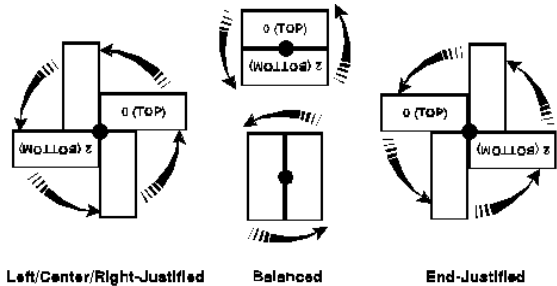 0 (TOP)
2 (BOTTOM)
0 (TOP)
2 (BOTTOM)
0 (TOP)
2 (BOTTOM)
Left/Center/Right-Justified
Balanced
End-Justified